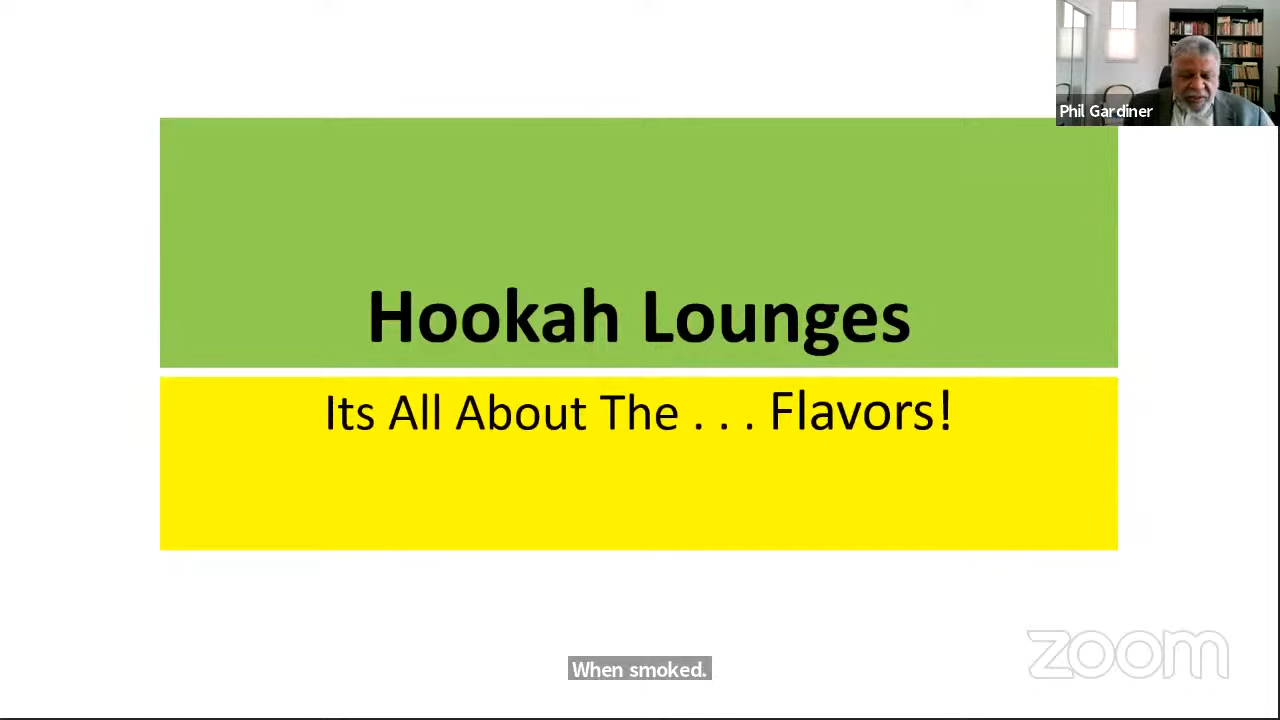 Phil Gardiner
Hookah Lounges
Its All About The . . . Flavors!
zoom
When smoked.